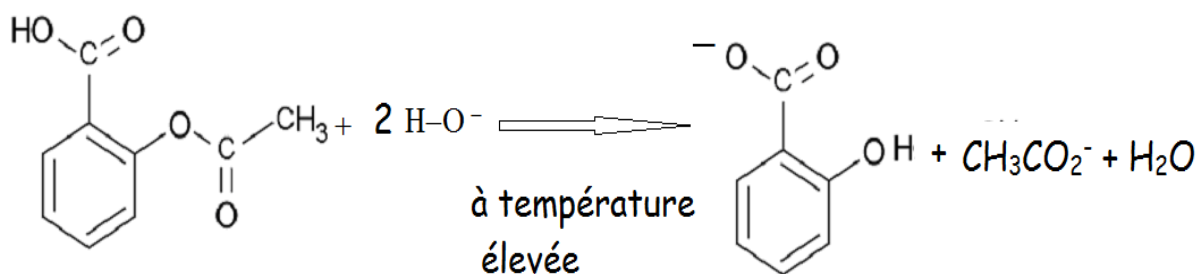 HO
C
O
O
C
CH₃ + 2 H–O⁻
O
à température
élevée
⁻O
C
O
OH + CH₃CO₂⁻ + H₂O